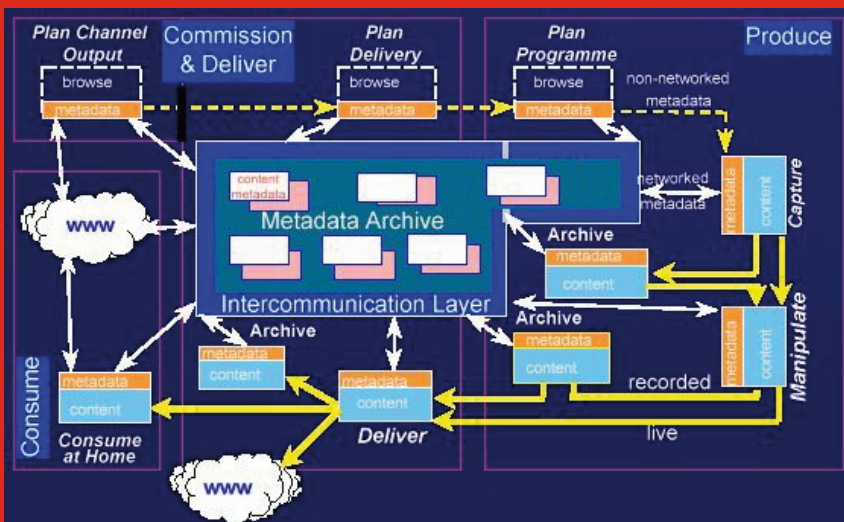 Plan Channel
Output
Commission
& Deliver
Plan
Delivery
Plan
Programme
Produce
browse
metadata
browse
metadata
browse
metadata
non-networked
metadata
content
metadata
Metadata Archive
Intercommunication Layer
networked
metadata
metadata
content
Capture
www
Archive
metadata
content
Archive
metadata
content
Archive
metadata
content
metadata
content
Manipulate
recorded
live
Consume
metadata
content
Consume
at Home
metadata
content
Deliver
www